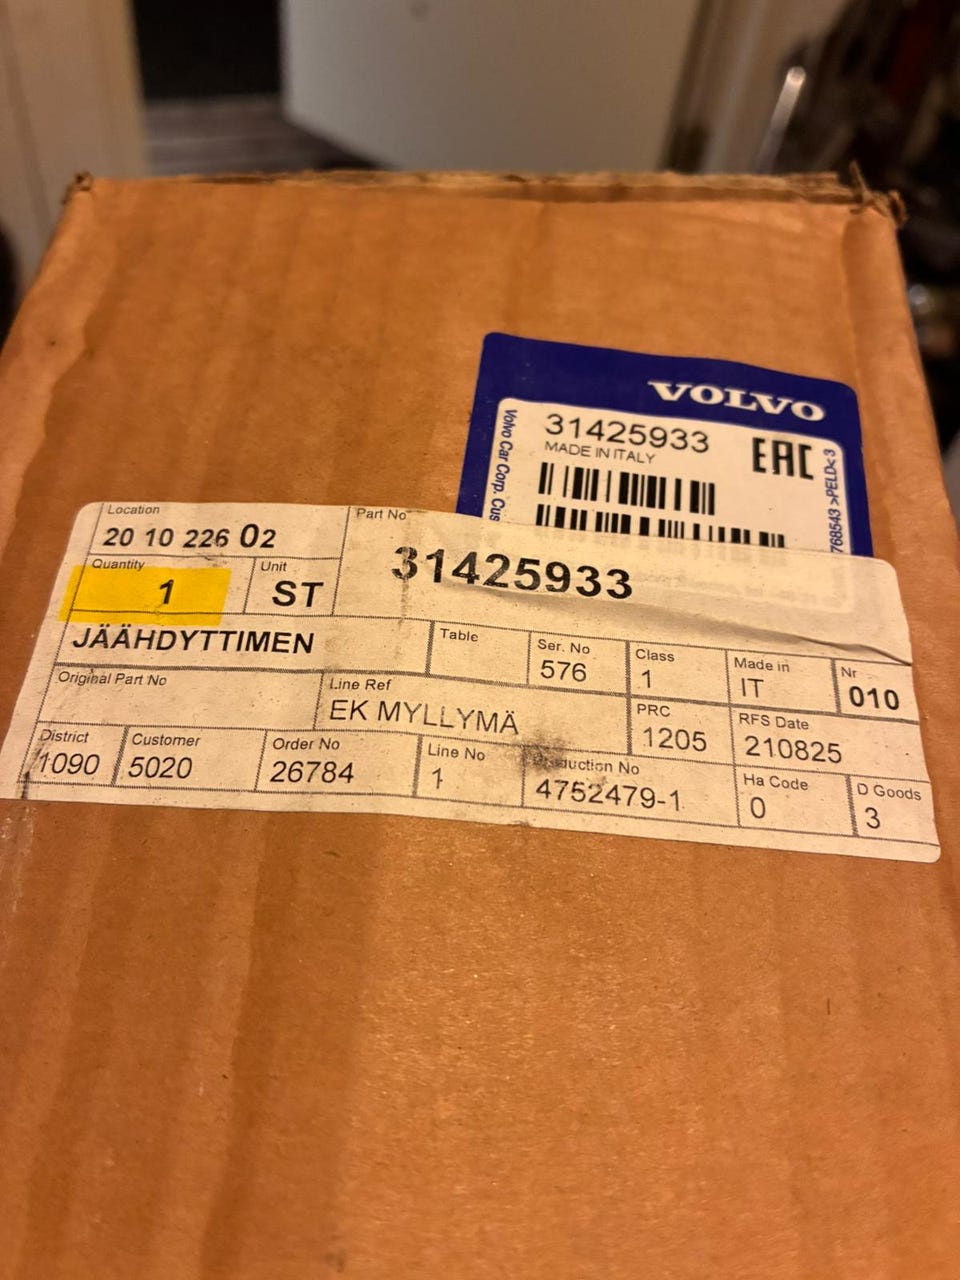 VOLVO
31425933
MADE IN ITALY
EAC
Volvo Car Corp. Cus
768543 >PELD<3
Location
20 10 226 02
Part No
31425933
Quantity
1
Unit
ST
JÄÄHDYTTIMEN
Table
Ser. No
576
Class
1
Made in
IT
Nr
010
Original Part No
Line Ref
EK MYLLYMÄ
PRC
1205
RFS Date
210825
District
1090
Customer
5020
Order No
26784
Line No
1
duction No
4752479-1
Ha Code
0
D Goods
3